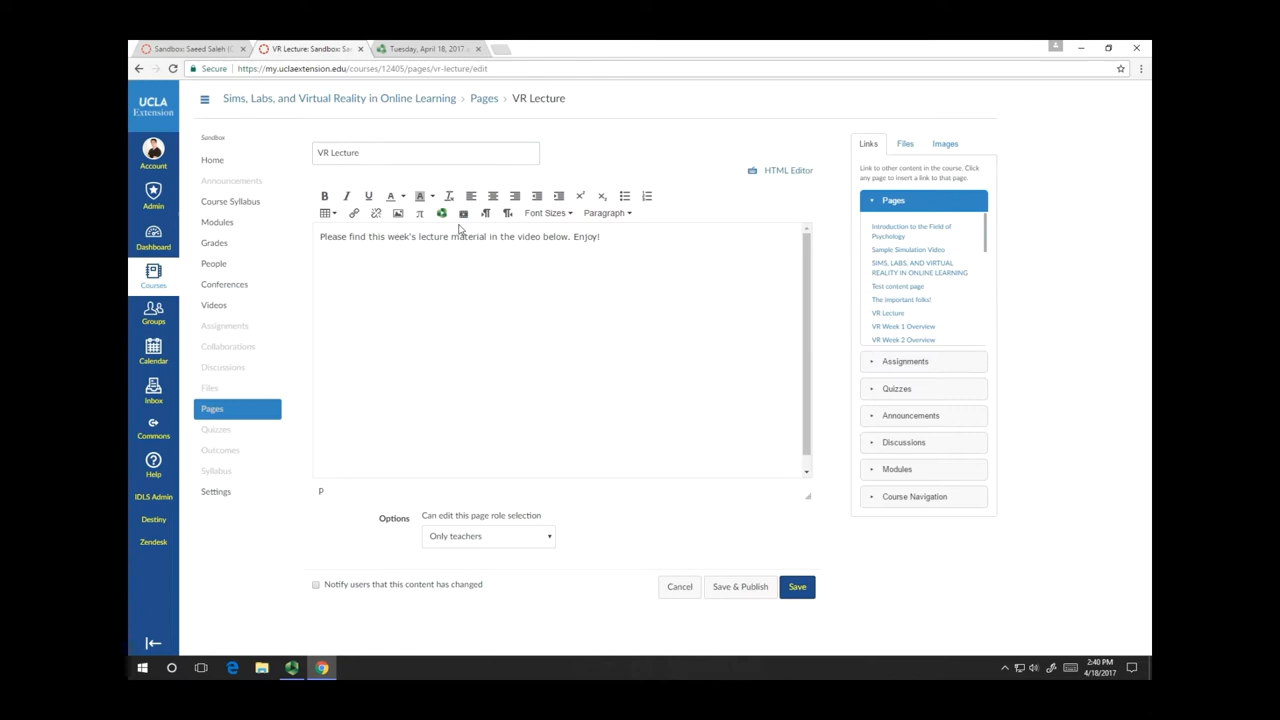 Sandbox: Saeed Saleh (
VR Lecture: Sandbox: Sae
Tuesday, April 18, 2017 -
Secure
https://my.uclaextension.edu/courses/12405/pages/vr-lecture/edit
UCLA
Extension
Account
Admin
Dashboard
Courses
Groups
Calendar
Inbox
Commons
Help
IDLS Admin
Destiny
Zendesk
Sims, Labs, and Virtual Reality in Online Learning > Pages > VR Lecture
Sandbox
Home
Announcements
Course Syllabus
Modules
Grades
People
Conferences
Videos
Assignments
Collaborations
Discussions
Files
Pages
Quizzes
Outcomes
Syllabus
Settings
VR Lecture
HTML Editor
Font Sizes
Paragraph
Please find this week's lecture material in the video below. Enjoy!
p
Options
Can edit this page role selection
Only teachers
Notify users that this content has changed
Cancel
Save & Publish
Save
Links Files Images
Link to other content in the course. Click
any page to insert a link to that page.
Pages
Introduction to the Field of
Psychology
Sample Simulation Video
SIMS, LABS, AND VIRTUAL
REALITY IN ONLINE LEARNING
Test content page
The important folks!
VR Lecture
VR Week 1 Overview
VR Week 2 Overview
Assignments
Quizzes
Announcements
Discussions
Modules
Course Navigation
2:40 PM
4/18/2017